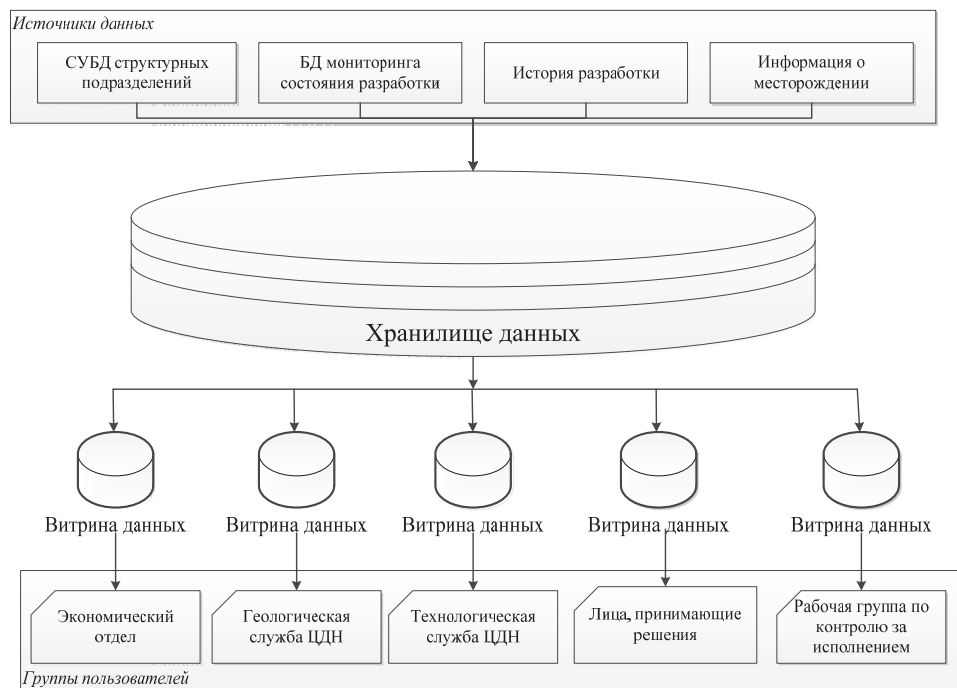 Источники данных
СУБД структурных
подразделений
БД мониторинга
состояния разработки
История разработки
Информация о
месторождении
Хранилище данных
Витрина данных
Витрина данных
Витрина данных
Витрина данных
Витрина данных
Экономический
отдел
Геологическая
служба ЦДН
Технологическая
служба ЦДН
Лица, принимающие
решения
Рабочая группа по
контролю за
исполнением
Группы пользователей